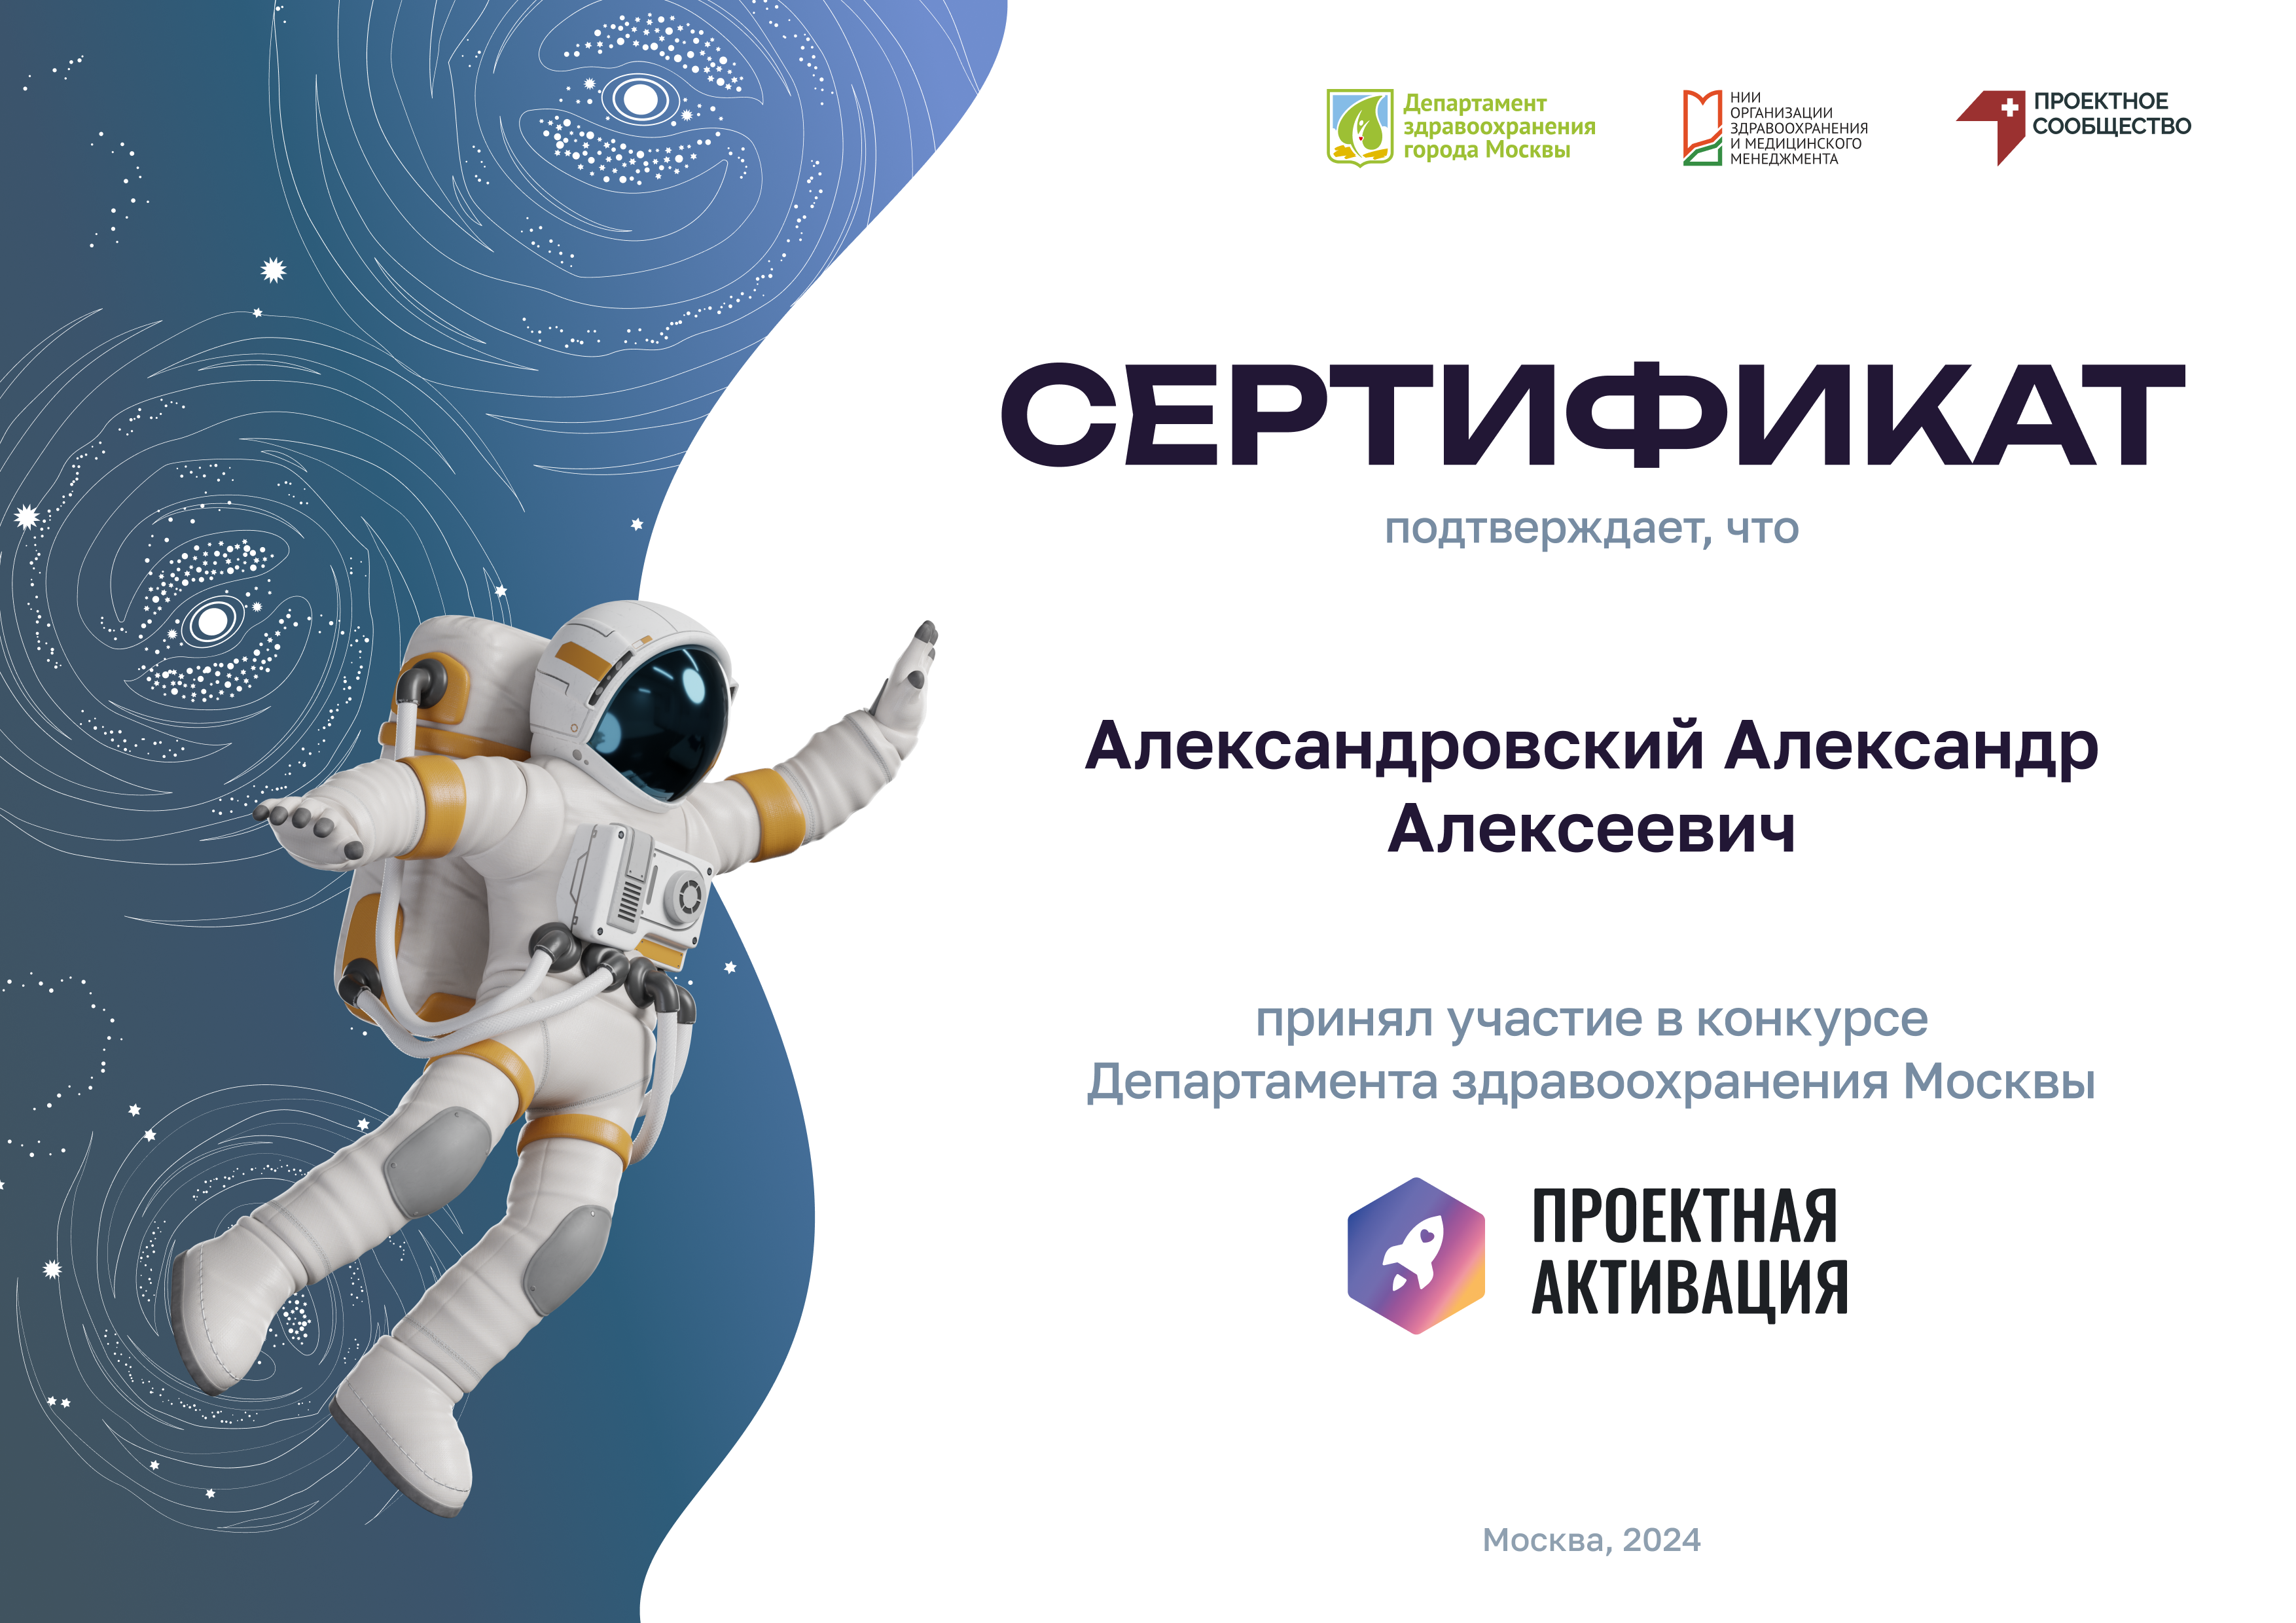 Департамент
здравоохранения
города Москвы
НИИ
ОРГАНИЗАЦИИ
ЗДРАВООХРАНЕНИЯ
И МЕДИЦИНСКОГО
МЕНЕДЖМЕНТА
ПРОЕКТНОЕ
СООБЩЕСТВО
СЕРТИФИКАТ
подтверждает, что
Александровский Александр
Алексеевич
принял участие в конкурсе
Департамента здравоохранения Москвы
ПРОЕКТНАЯ
АКТИВАЦИЯ
Москва, 2024